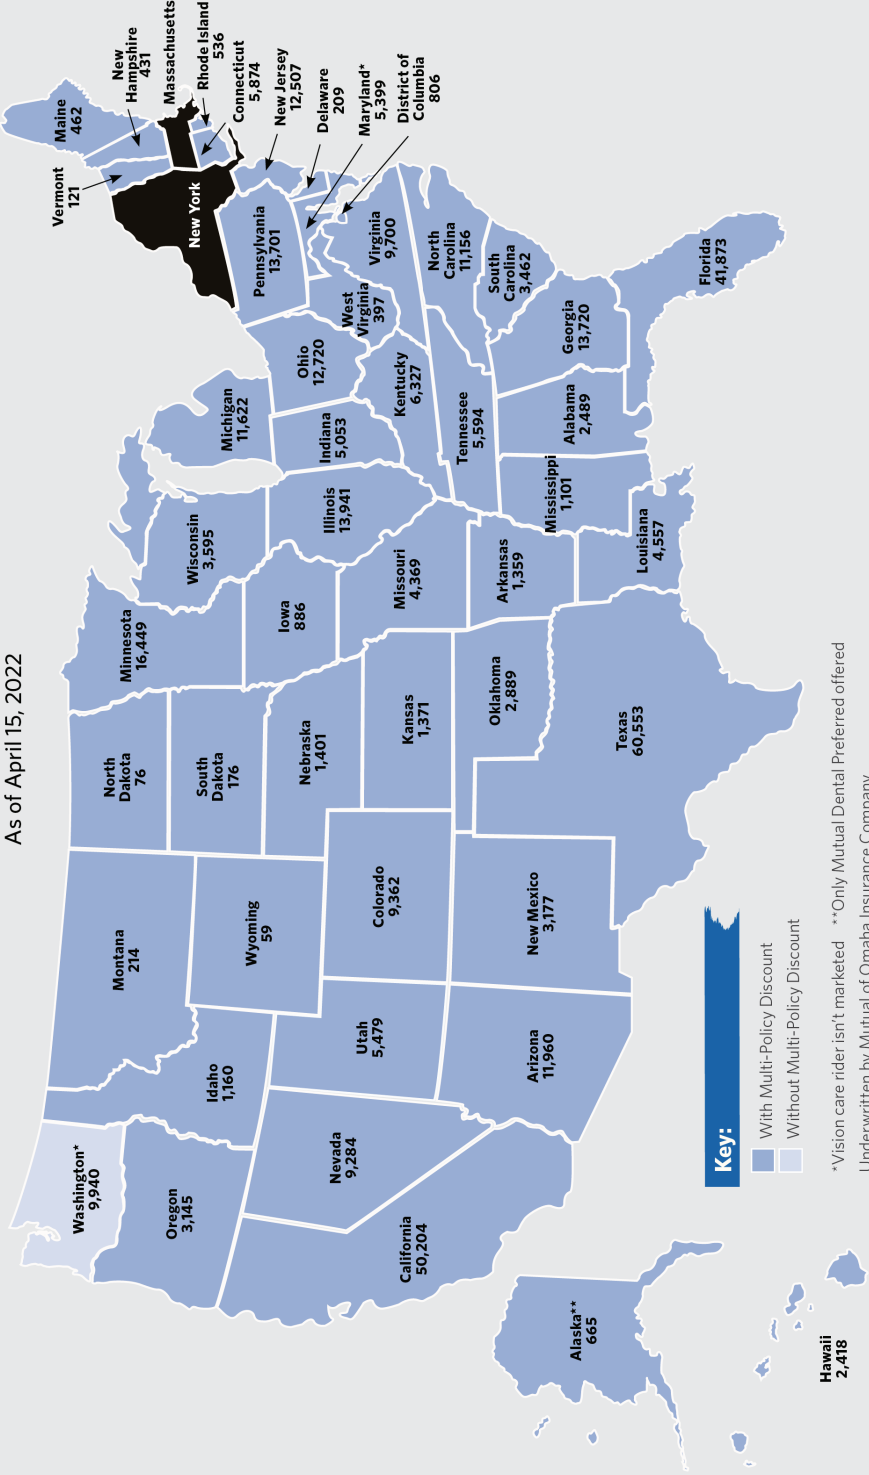 As of April 15, 2022
Washington*
9,940
Oregon
3,145
California
50,204
Nevada
9,284
Idaho
1,160
Montana
214
Wyoming
59
Utah
5,479
Arizona
11,960
Colorado
9,362
New Mexico
3,177
North
Dakota
76
South
Dakota
176
Nebraska
1,401
Kansas
1,371
Oklahoma
2,889
Texas
60,553
Minnesota
16,449
Iowa
886
Missouri
4,369
Arkansas
1,359
Louisiana
4,557
Wisconsin
3,595
Illinois
13,941
Michigan
11,622
Indiana
5,053
Ohio
12,720
Kentucky
6,327
Tennessee
5,594
Mississippi
1,101
Alabama
2,489
Georgia
13,720
Florida
41,873
South
Carolina
3,462
North
Carolina
11,156
Virginia
9,700
West
Virginia
397
Pennsylvania
13,701
New York
Vermont
121
Maine
462
New
Hampshire
431
Massachusetts
Rhode Island
536
Connecticut
5,874
New Jersey
12,507
Delaware
209
Maryland*
5,399
District of
Columbia
806
Alaska**
665
Hawaii
2,418
Key:
With Multi-Policy Discount
Without Multi-Policy Discount
*Vision care rider isn't marketed **Only Mutual Dental Preferred offered
Underwritten by Mutual of Omaha Insurance Company